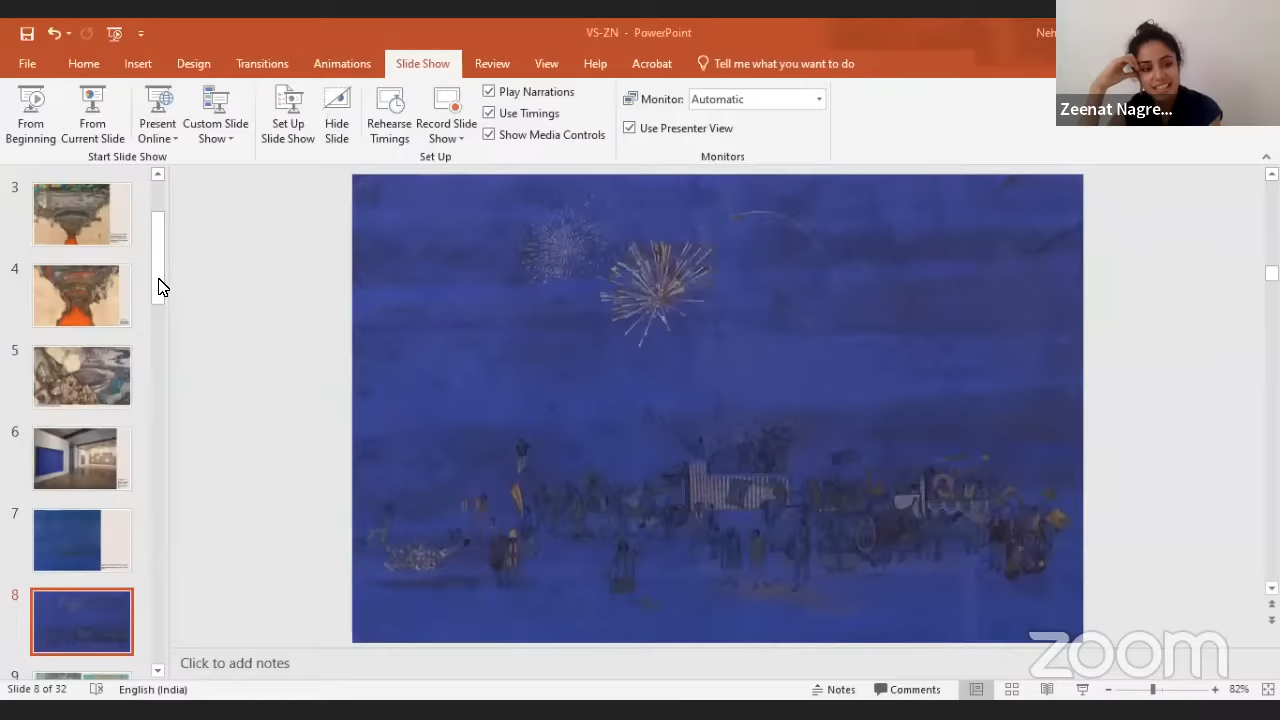 VS-ZN - PowerPoint
Neh
File
Home
Insert
Design
Transitions
Animations
Slide Show
Review
View
Help
Acrobat
Tell me what you want to do
From Beginning
From Current Slide
Present Online
Custom Slide Show
Start Slide Show
Set Up Slide Show
Hide Slide
Rehearse Timings
Record Slide Show
Play Narrations
Use Timings
Show Media Controls
Set Up
Monitor: Automatic
Use Presenter View
Monitors
Zeenat Nagre...
3
4
5
6
7
8
9
Click to add notes
zoom
Slide 8 of 32
English (India)
Notes
Comments
82%